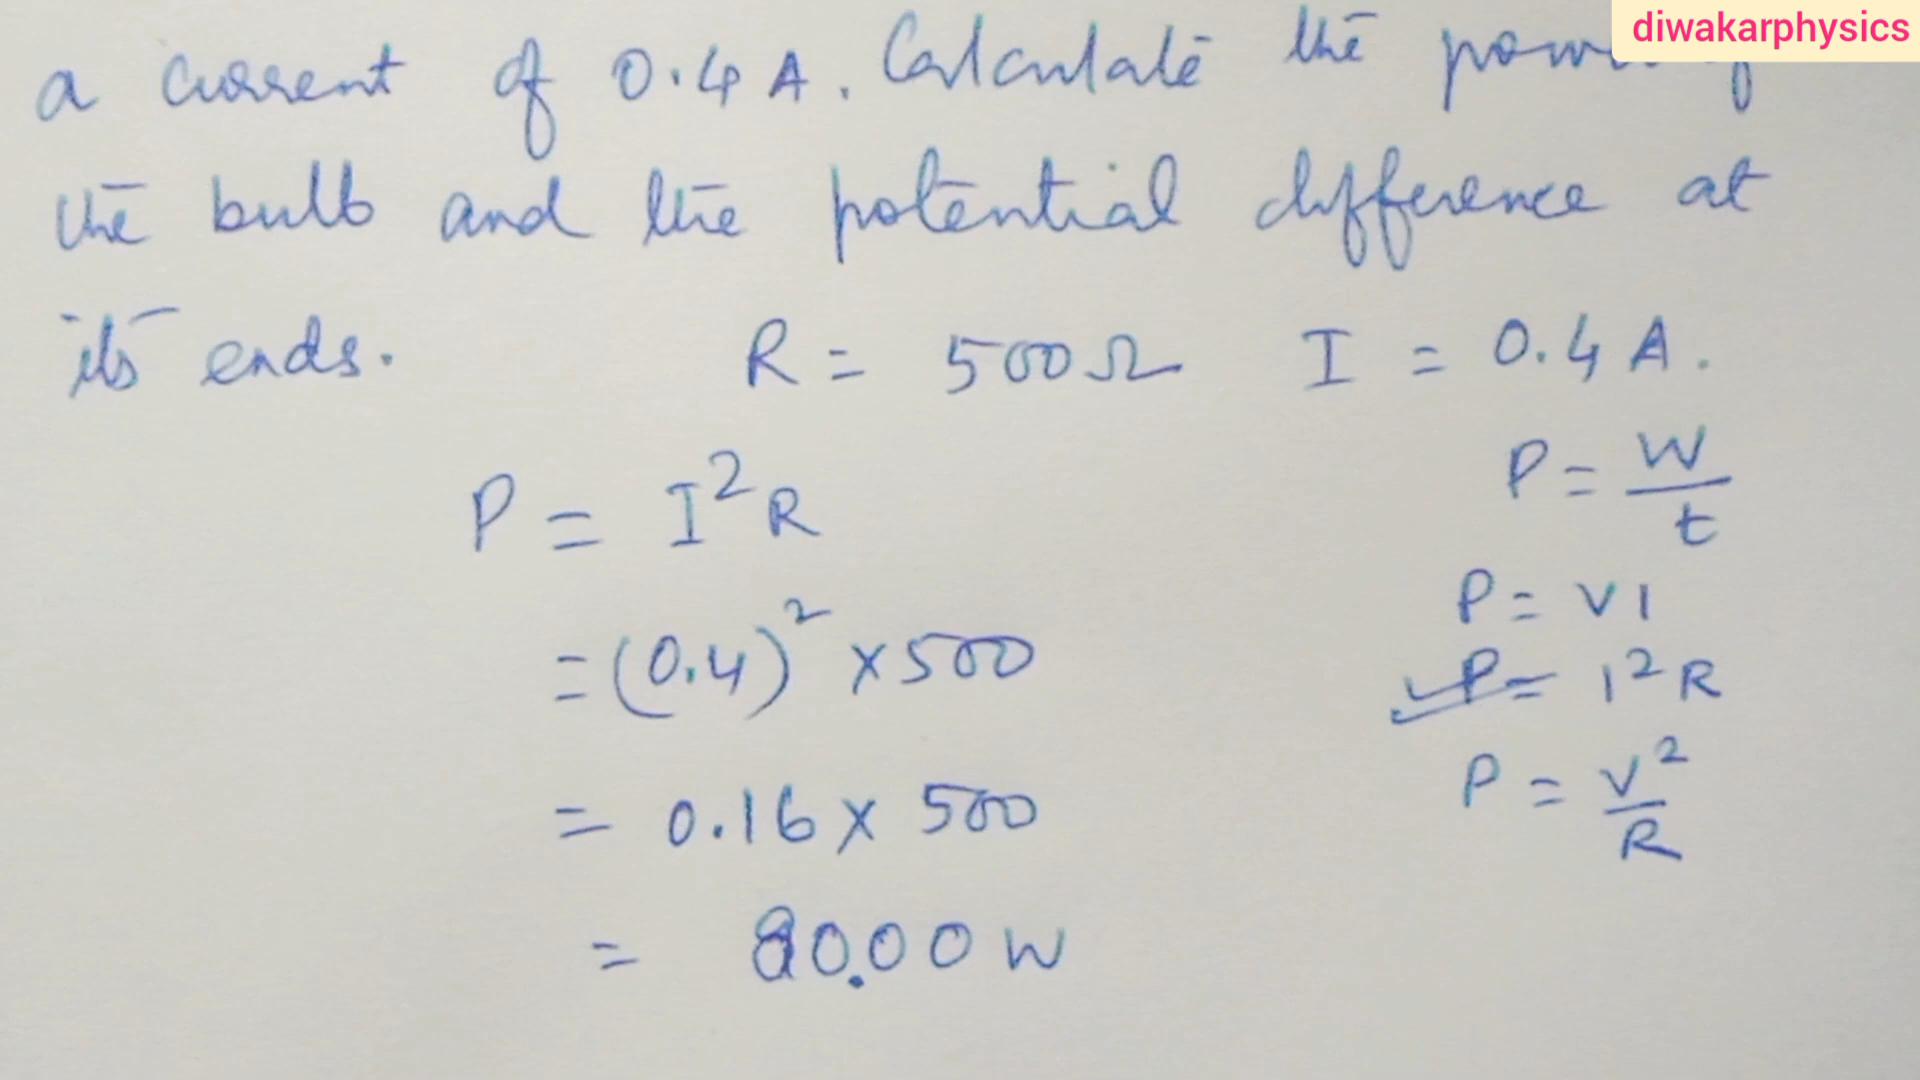 diwakarphysics
a current of 0.4 A. Calculate the power of
the bulb and the potential difference at
its ends. R = 500Ω I = 0.4 A.
P = W/t
P = I²R
P = VI
= (0.4)² × 500
P = I²R
P = V²/R
= 0.16 × 500
= 80.00 W